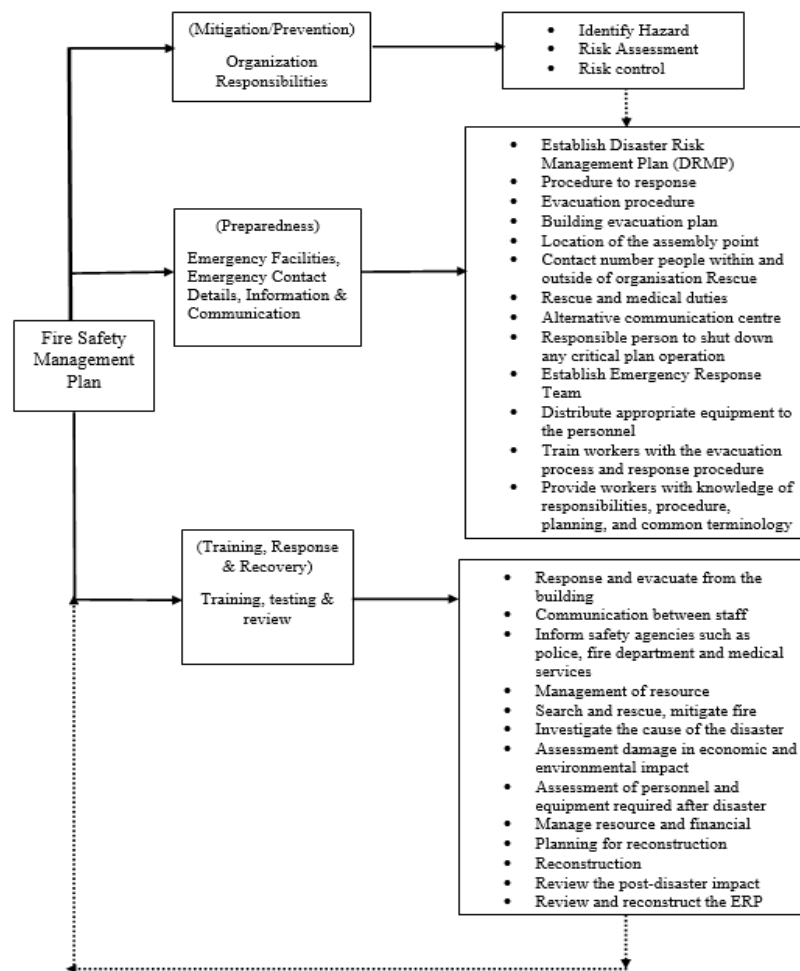 (Mitigation/Prevention)
Organization
Responsibilities
• Identify Hazard
• Risk Assessment
• Risk control
(Preparedness)
Emergency Facilities,
Emergency Contact
Details, Information &
Communication
• Establish Disaster Risk
Management Plan (DRMP)
• Procedure to response
• Evacuation procedure
• Building evacuation plan
• Location of the assembly point
• Contact number people within and
outside of organisation Rescue
• Rescue and medical duties
• Alternative communication centre
• Responsible person to shut down
any critical plan operation
• Establish Emergency Response
Team
• Distribute appropriate equipment to
the personnel
• Train workers with the evacuation
process and response procedure
• Provide workers with knowledge of
responsibilities, procedure,
planning, and common terminology
Fire Safety
Management
Plan
(Training, Response
& Recovery)
Training, testing &
review
• Response and evacuate from the
building
• Communication between staff
• Inform safety agencies such as
police, fire department and medical
services
• Management of resource
• Search and rescue, mitigate fire
• Investigate the cause of the disaster
• Assessment damage in economic and
environmental impact
• Assessment of personnel and
equipment required after disaster
• Manage resource and financial
• Planning for reconstruction
• Reconstruction
• Review the post-disaster impact
• Review and reconstruct the ERP